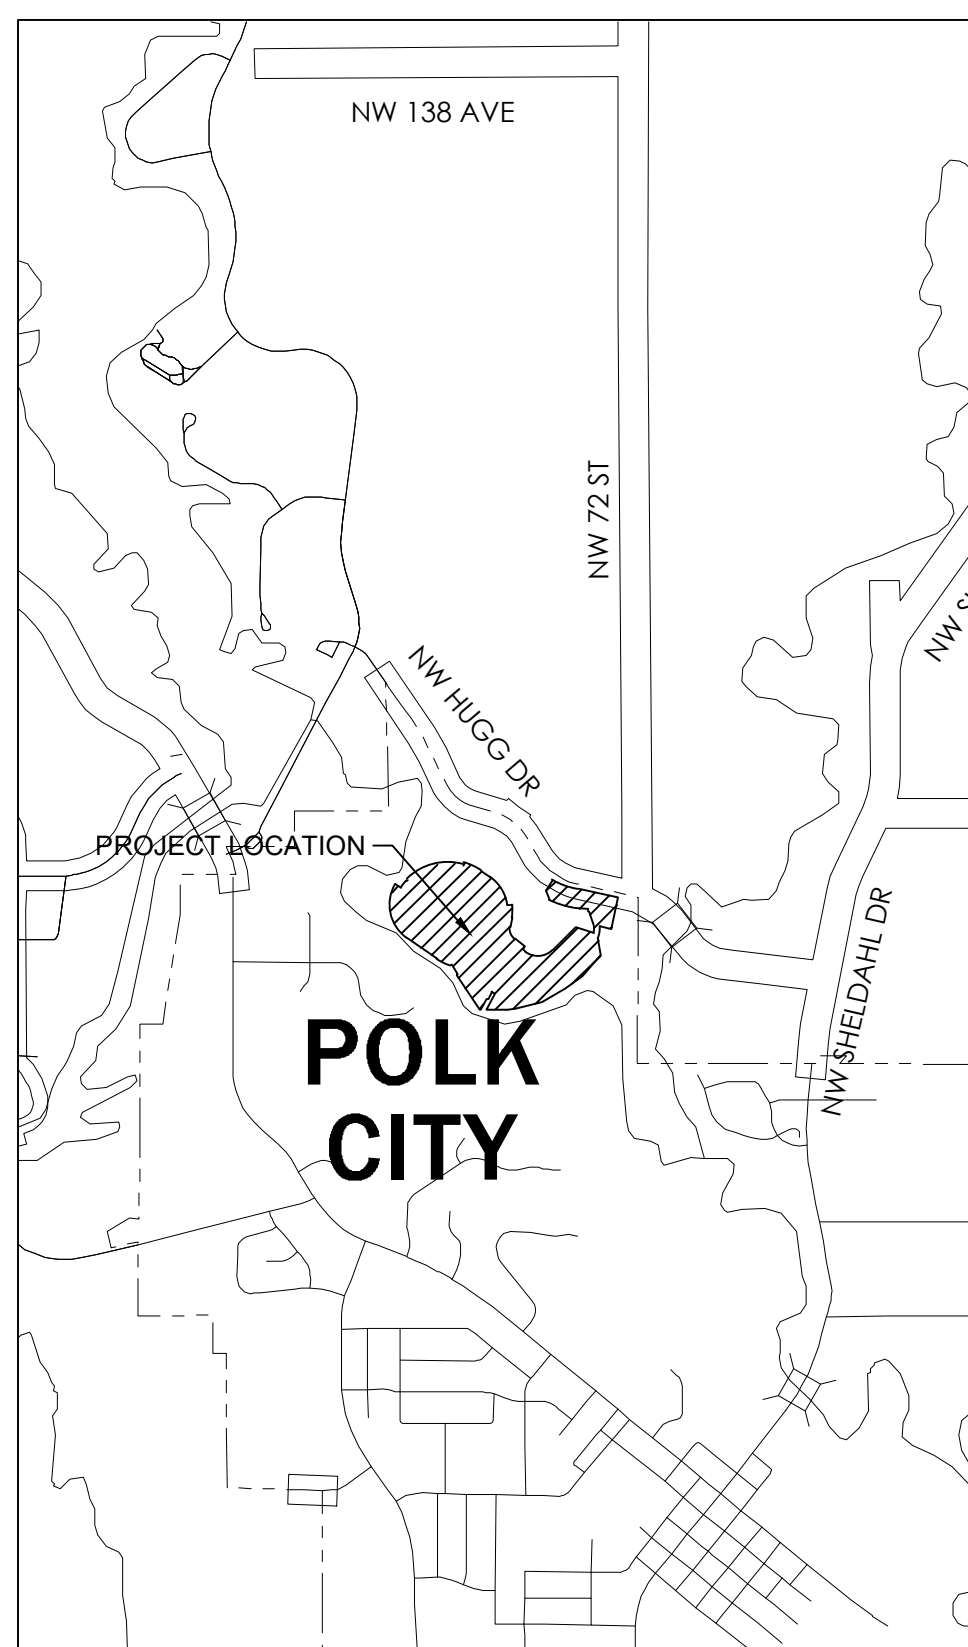 NW 138 AVE
NW 72 ST
NW HUGG DR
PROJECT LOCATION
NW SHELDAHL DR
POLK
CITY